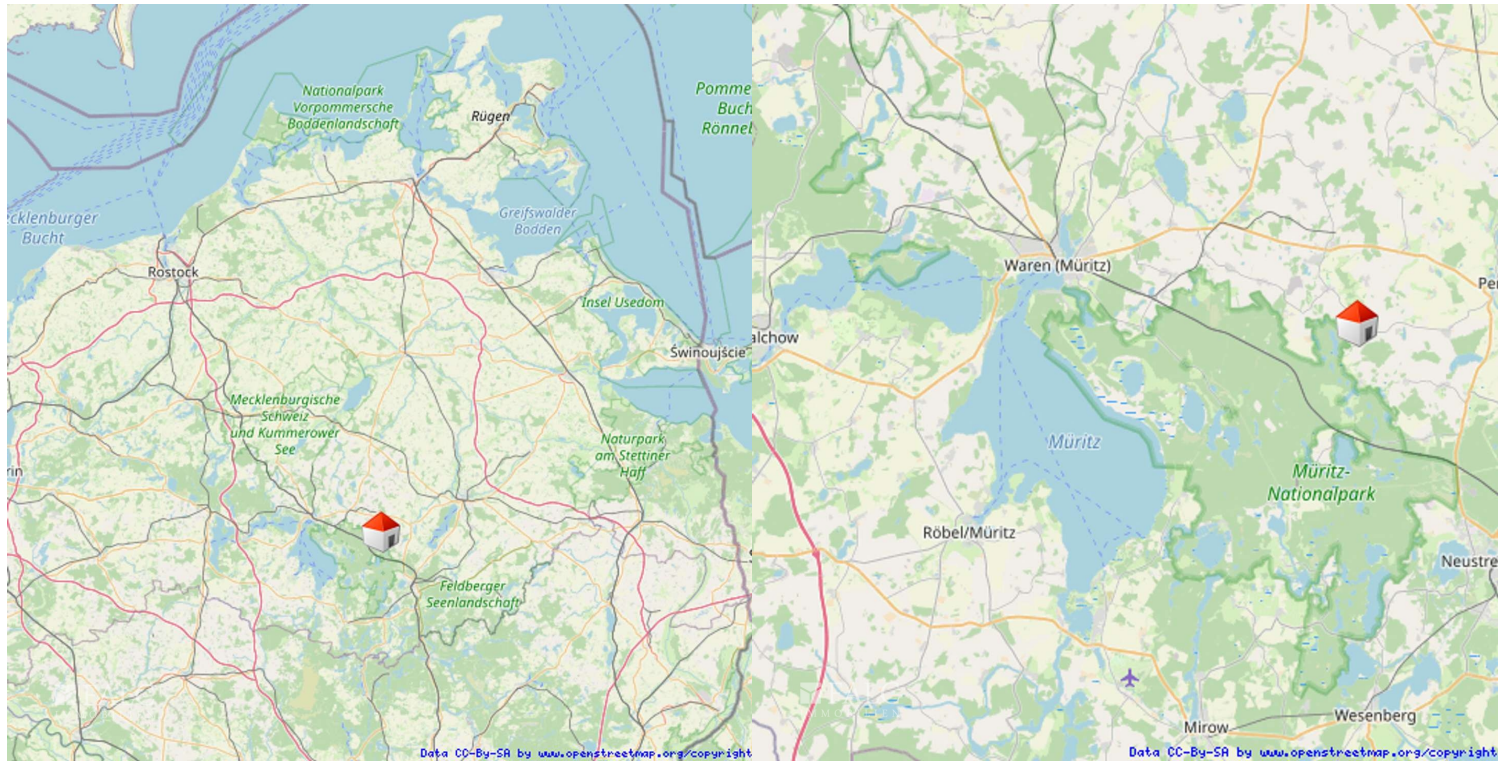 Nationalpark
Vorpommersche
Boddenlandschaft
Rügen
Pomme
Buch
Rönne
ecklenburger
Bucht
Greifswalder
Bodden
Rostock
Insel Usedom
Świnoujście
Mecklenburgische
Schweiz
und Kummerower
See
Naturpark
am Stettiner
Haff
rin
Feldberger
Seenlandschaft
Data CC-By-SA by www.openstreetmap.org/copyright
Waren (Müritz)
Pe
alchow
Müritz
Müritz-
Nationalpark
Röbel/Müritz
Neustre
Mirow
Wesenberg
Data CC-By-SA by www.openstreetmap.org/copyright